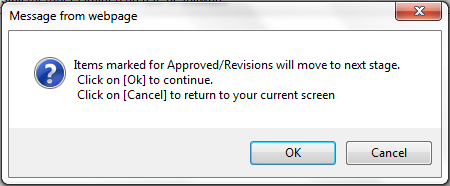 Message from webpage
Items marked for Approved/Revisions will move to next stage.
Click on [Ok] to continue.
Click on [Cancel] to return to your current screen
OK
Cancel